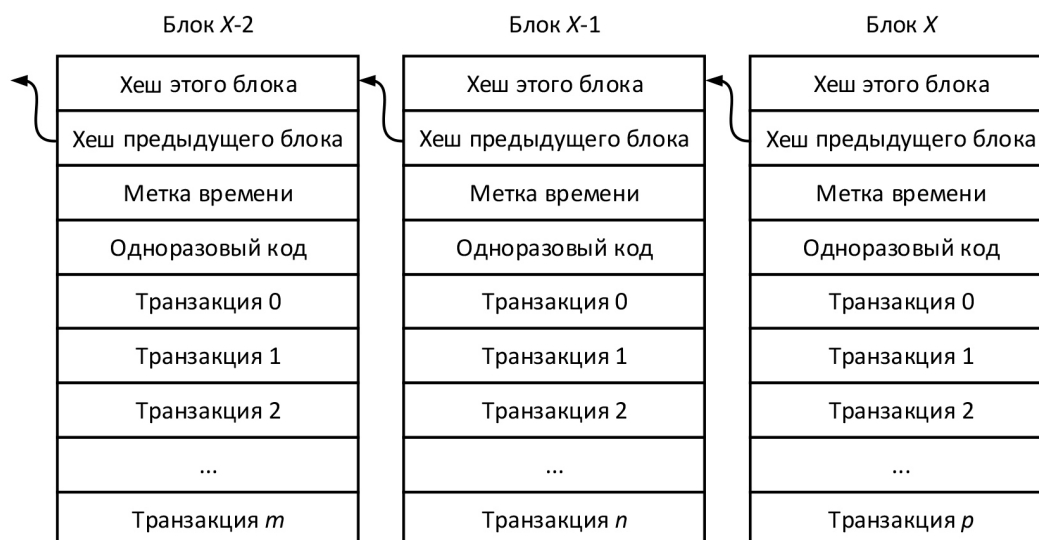 Блок X-2
Хеш этого блока
Хеш предыдущего блока
Метка времени
Одноразовый код
Транзакция 0
Транзакция 1
Транзакция 2
...
Транзакция m
Блок X-1
Хеш этого блока
Хеш предыдущего блока
Метка времени
Одноразовый код
Транзакция 0
Транзакция 1
Транзакция 2
...
Транзакция n
Блок X
Хеш этого блока
Хеш предыдущего блока
Метка времени
Одноразовый код
Транзакция 0
Транзакция 1
Транзакция 2
...
Транзакция p